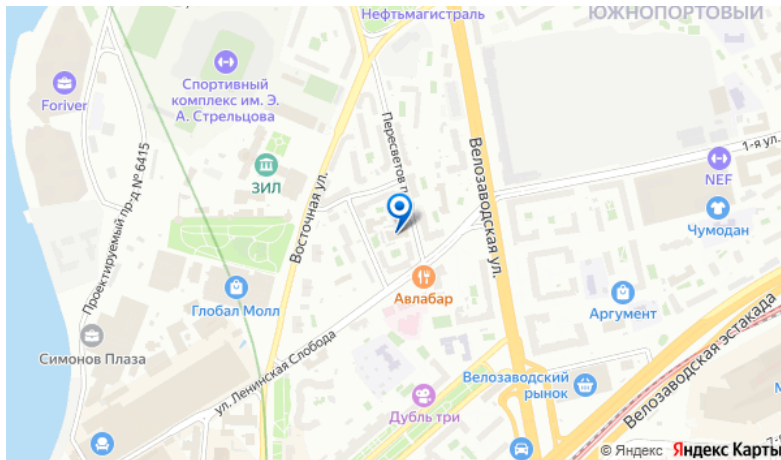 Нефтьмагистраль
ЮЖНОПОРТОВЫЙ
Foriver
Спортивный
комплекс им. Э.
А. Стрельцова
Пересветов п
Велозаводская ул.
1-я ул.
NEF
ЗИЛ
Восточная ул.
Проектируемый пр-д № 6415
Чумодан
Глобал Молл
Авлабар
Аргумент
Симонов Плаза
ул. Ленинская Слобода
Велозаводская эстакада
Велозаводский
рынок
Дубль три
© Яндекс Яндекс Карты